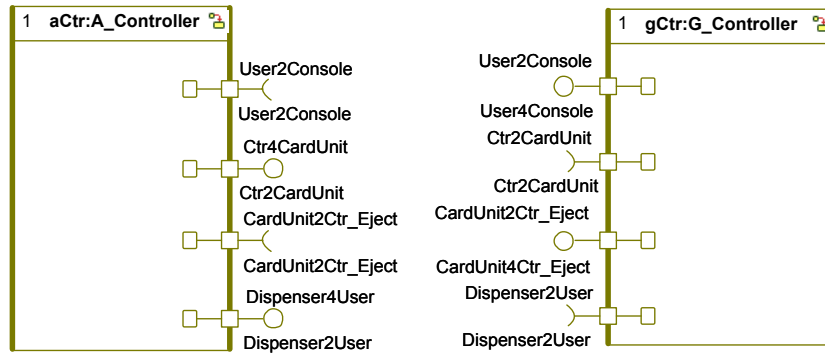 1 aCtr:A_Controller
User2Console
User2Console
Ctr4CardUnit
Ctr2CardUnit
CardUnit2Ctr_Eject
CardUnit2Ctr_Eject
Dispenser4User
Dispenser2User
1 gCtr:G_Controller
User2Console
User4Console
Ctr2CardUnit
Ctr2CardUnit
CardUnit2Ctr_Eject
CardUnit4Ctr_Eject
Dispenser2User
Dispenser2User